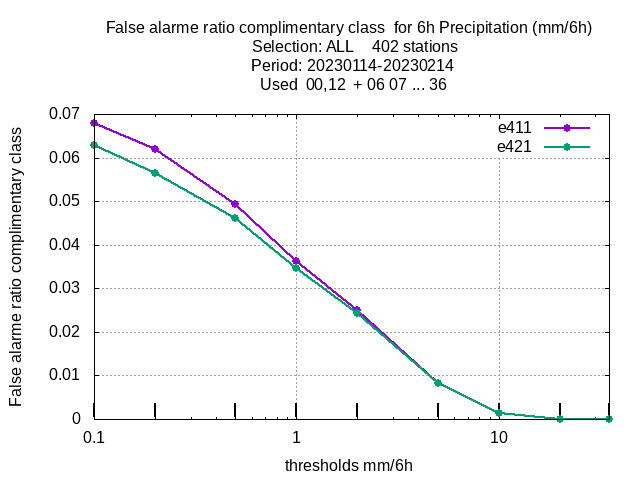 False alarme ratio complimentary class  for 6h Precipitation (mm/6h)
Selection: ALL    402 stations
Period: 20230114-20230214
Used  00,12  + 06 07 ... 36
e411
e421
False alarme ratio complimentary class
0.07
0.06
0.05
0.04
0.03
0.02
0.01
0
0.1
1
10
thresholds mm/6h